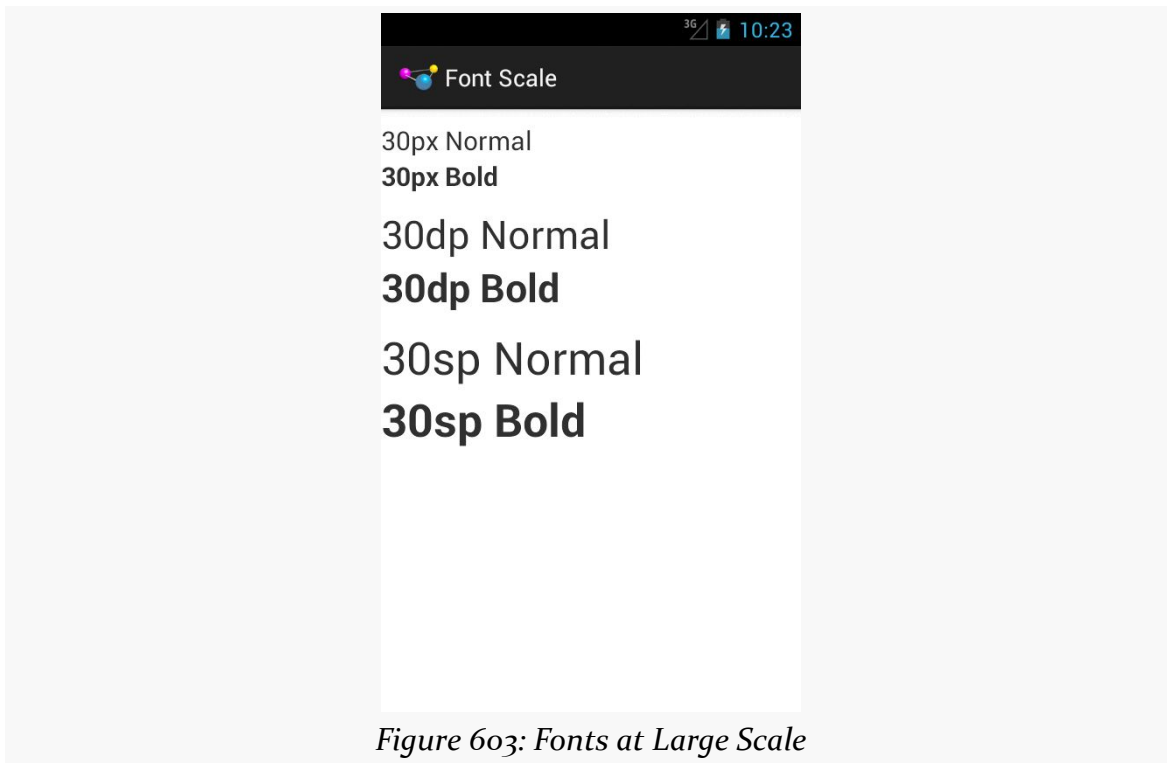 3G 10:23
Font Scale
30px Normal
30px Bold
30dp Normal
30dp Bold
30sp Normal
30sp Bold
Figure 603: Fonts at Large Scale